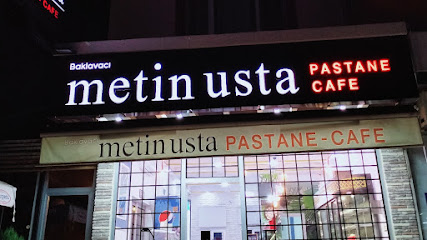 Baklavacı
metin usta PASTANE
CAFE
metin usta PASTANE-CAFE